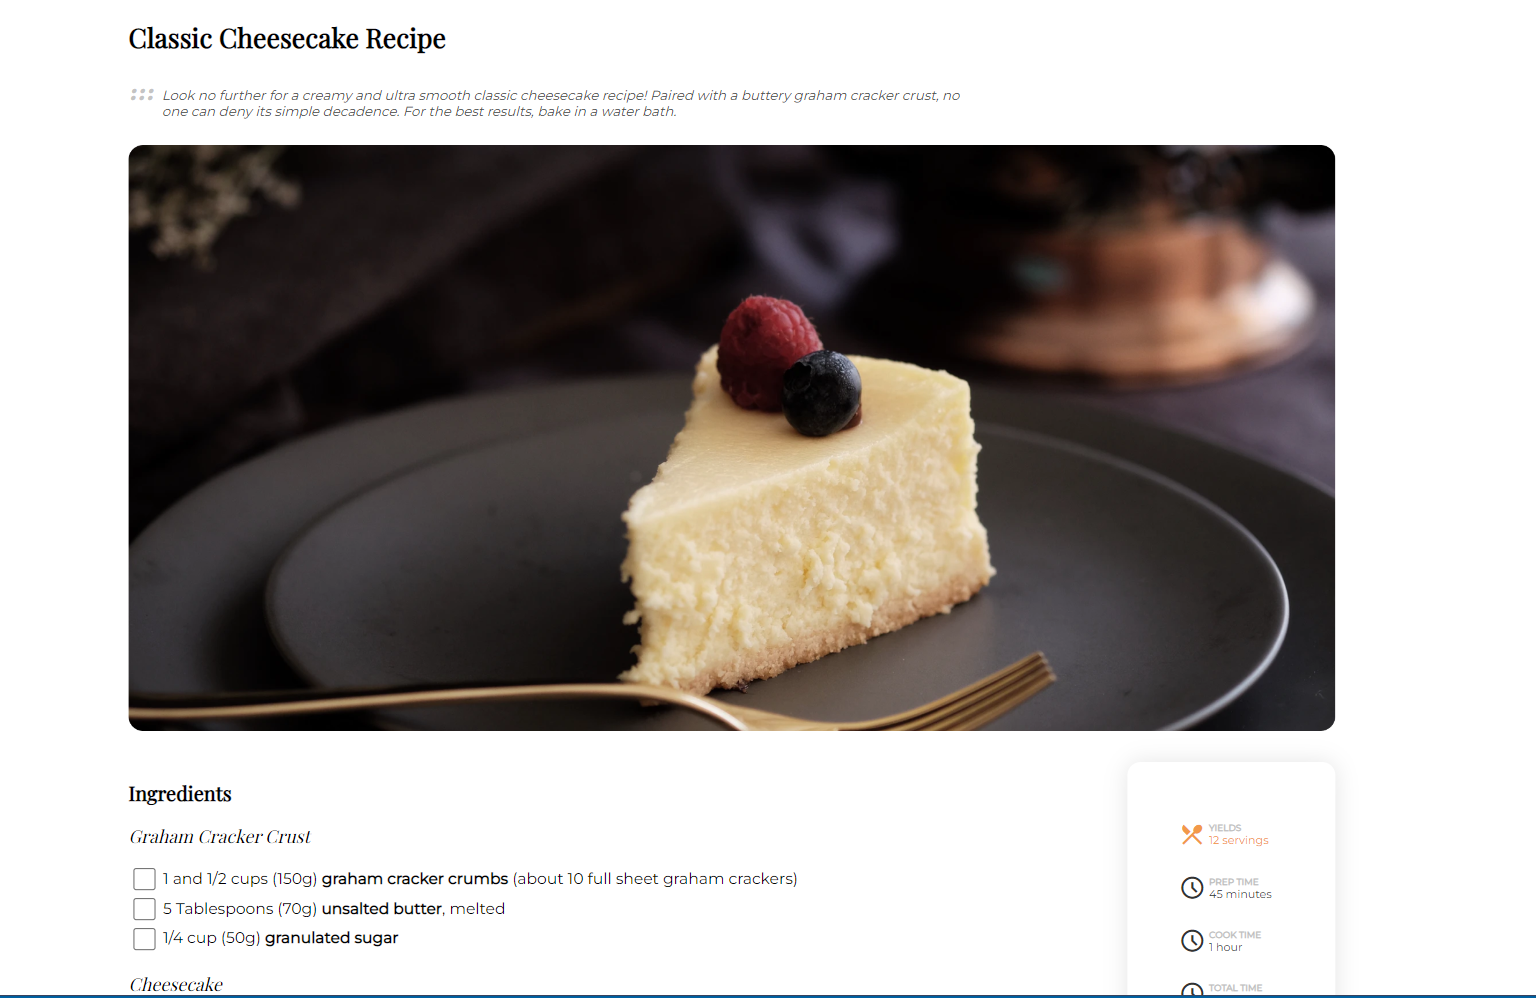 Classic Cheesecake Recipe
Look no further for a creamy and ultra smooth classic cheesecake recipe! Paired with a buttery graham cracker crust, no
one can deny its simple decadence. For the best results, bake in a water bath.
Ingredients
Graham Cracker Crust
1 and 1/2 cups (150g) graham cracker crumbs (about 10 full sheet graham crackers)
5 Tablespoons (70g) unsalted butter, melted
1/4 cup (50g) granulated sugar
Cheesecake
YIELDS
12 servings
PREP TIME
45 minutes
COOK TIME
1 hour
TOTAL TIME